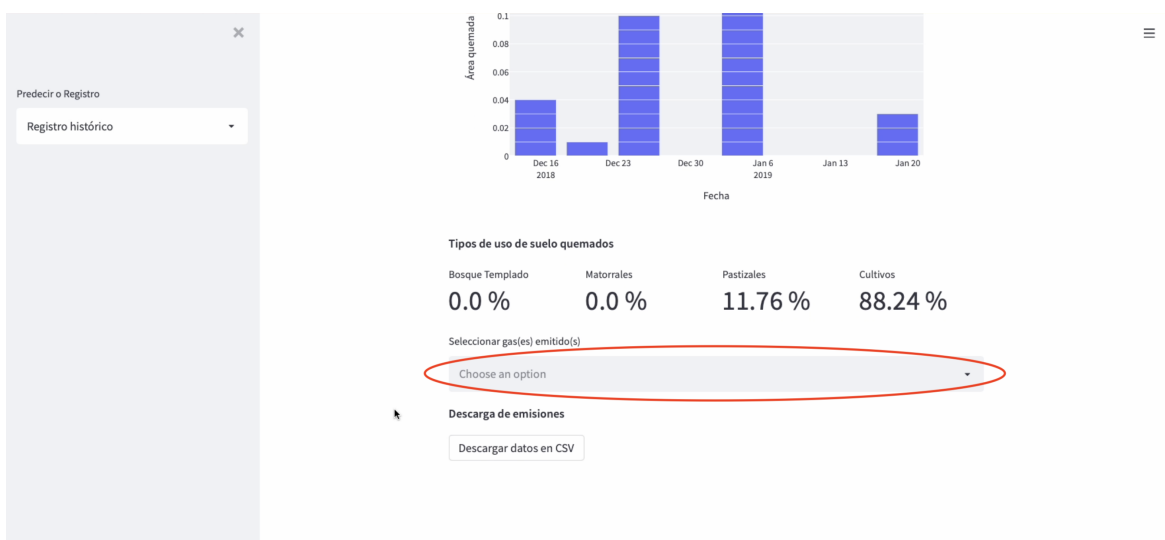 Predecir o Registro
Registro histórico
Área quemada
0.1
0.08
0.06
0.04
0.02
0
Dec 16
2018
Dec 23
Dec 30
Jan 6
2019
Jan 13
Jan 20
Fecha
Tipos de uso de suelo quemados
Bosque Templado Matorrales Pastizales Cultivos
0.0 % 0.0 % 11.76 % 88.24 %
Seleccionar gas(es) emitido(s)
Choose an option
Descarga de emisiones
Descargar datos en CSV